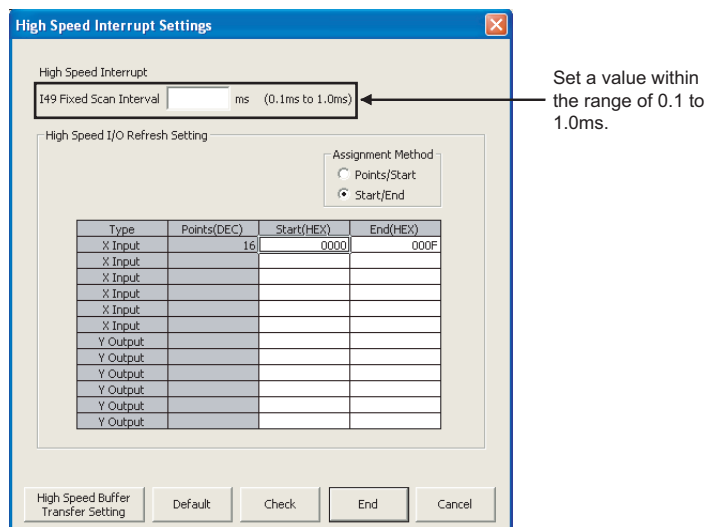 High Speed Interrupt Settings
High Speed Interrupt
I49 Fixed Scan Interval ms (0.1ms to 1.0ms)
Set a value within
the range of 0.1 to
1.0ms.
High Speed I/O Refresh Setting
Assignment Method
Points/Start
Start/End
Type Points(DEC) Start(HEX) End(HEX)
X Input 16 0000 000F
X Input
X Input
X Input
X Input
X Input
Y Output
Y Output
Y Output
Y Output
Y Output
Y Output
High Speed Buffer
Transfer Setting
Default
Check
End
Cancel